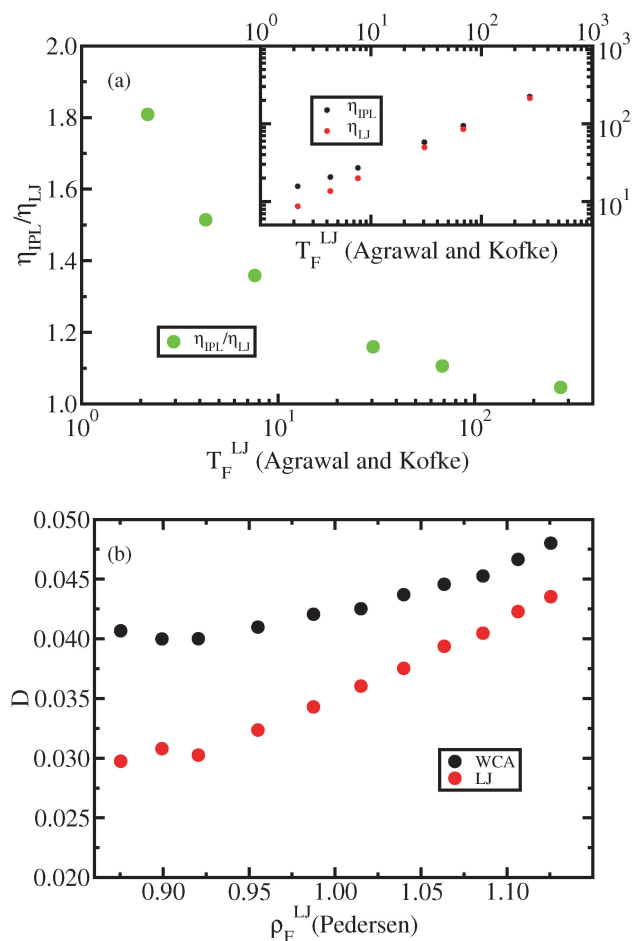 10^0 10^1 10^2 10^3
2.0
(a)
1.8
1.6
1.4
1.2
1.0
η_IPL/η_LJ
η_IPL
η_LJ
10^3
10^2
10^1
T_F^LJ (Agrawal and Kofke)
η_IPL/η_LJ
10^0 10^1 10^2
T_F^LJ (Agrawal and Kofke)
0.050
(b)
0.045
0.040
0.035
0.030
0.025
0.020
D
WCA
LJ
0.90 0.95 1.00 1.05 1.10
ρ_F^LJ(Pedersen)